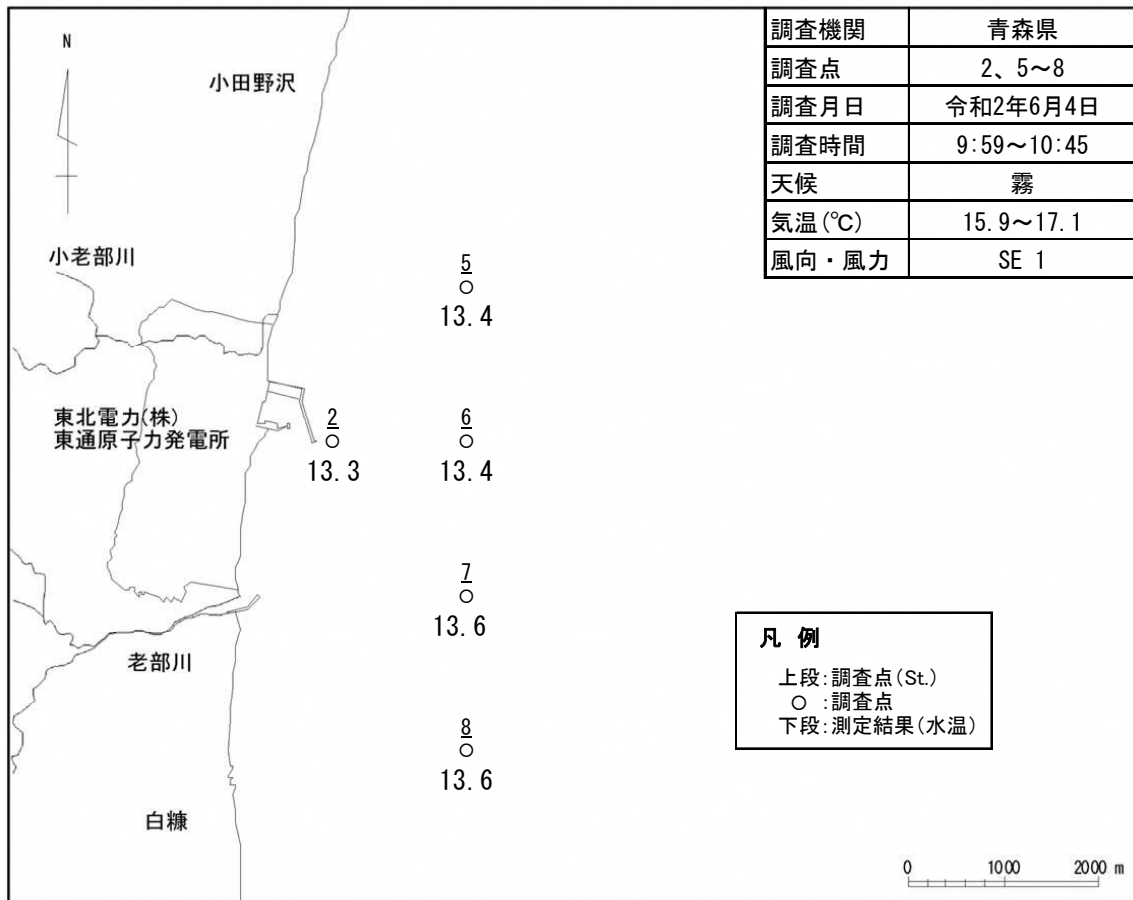 調査機関 青森県
調査点 2、5～8
調査月日 令和2年6月4日
調査時間 9:59～10:45
天候 霧
気温(℃) 15.9～17.1
風向・風力 SE 1
N
小田野沢
小老部川
5
13.4
東北電力(株)
東通原子力発電所
2
13.3
6
13.4
7
13.6
老部川
8
13.6
白糠
凡 例
上段:調査点(St.)
○ :調査点
下段:測定結果(水温)
0 1000 2000 m